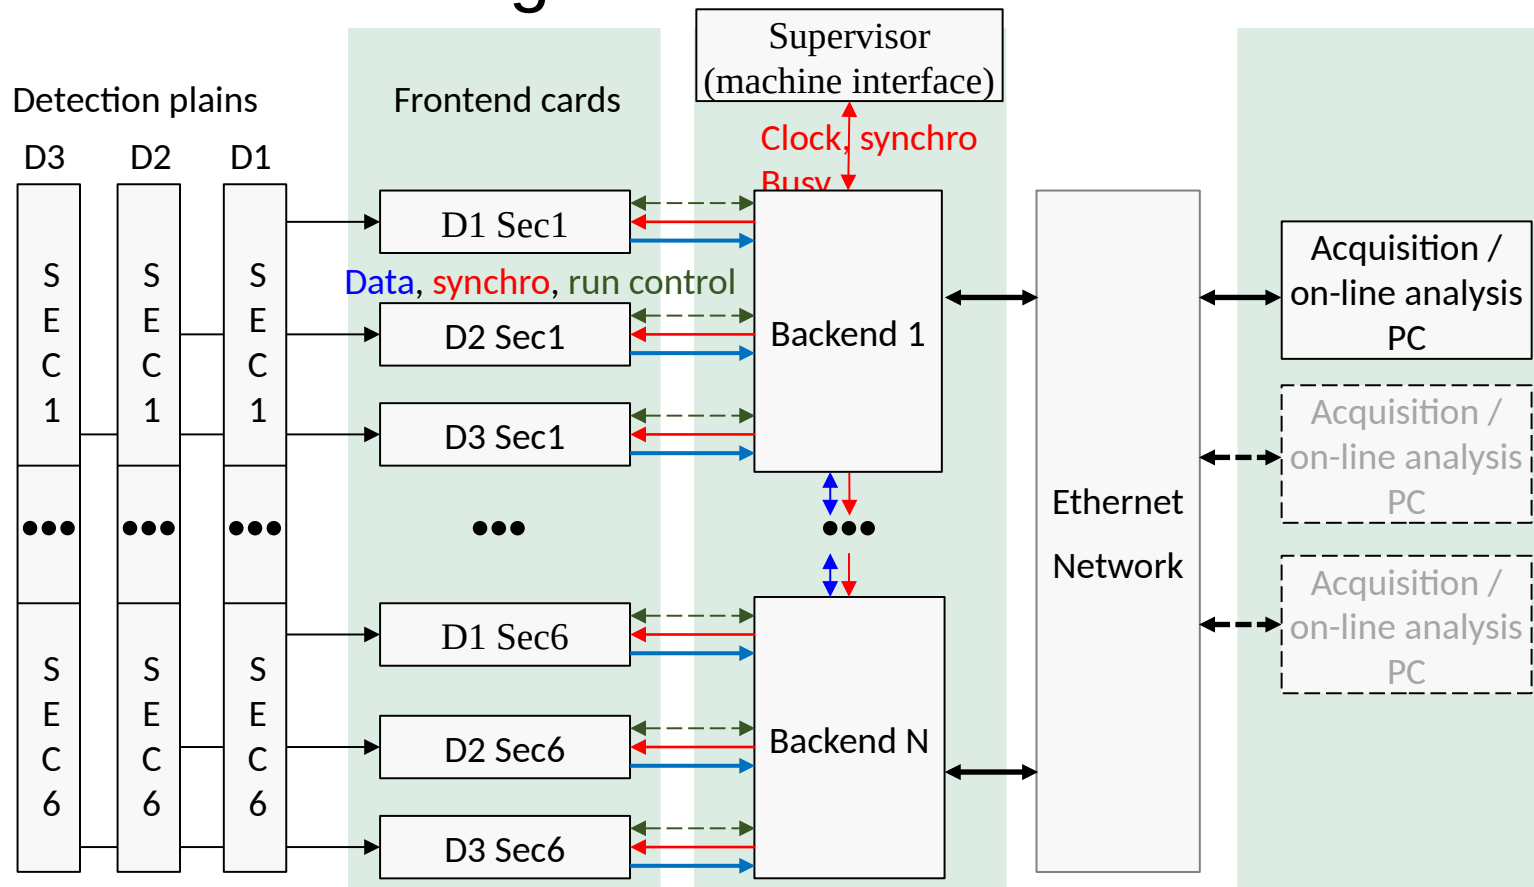 Supervisor
(machine interface)
Detection plains
Frontend cards
Clock, synchro
Busy
D3
D2
D1
S
E
C
1
S
E
C
1
S
E
C
1
D1 Sec1
Data, synchro, run control
D2 Sec1
D3 Sec1
Backend 1
Ethernet
Network
Acquisition /
on-line analysis
PC
Acquisition /
on-line analysis
PC
Acquisition /
on-line analysis
PC
S
E
C
6
S
E
C
6
S
E
C
6
D1 Sec6
D2 Sec6
D3 Sec6
Backend N